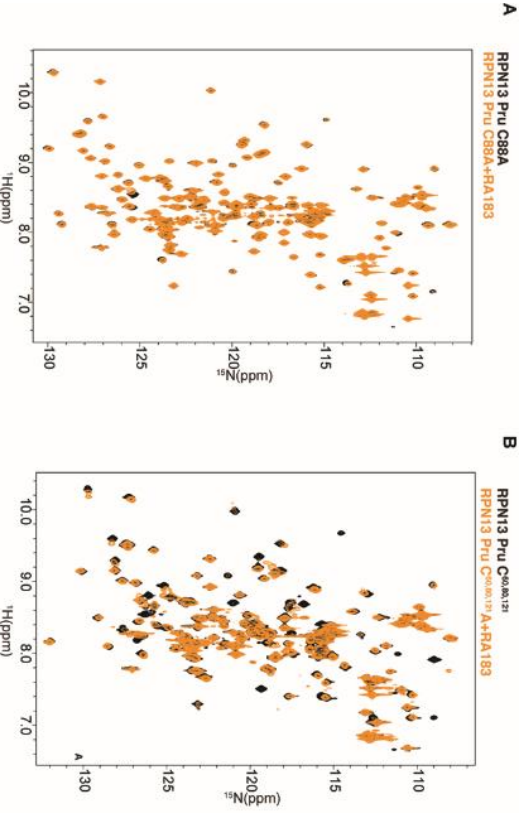 A
RPN13 Pru C88A
RPN13 Pru C88A+RA183
10.0
9.0
8.0
7.0
¹H(ppm)
130
125
120
115
110
¹⁵N(ppm)
B
RPN13 Pru C⁶⁰,⁸⁰,¹²¹
RPN13 Pru C⁶⁰,⁸⁰,¹²¹A+RA183
10.0
9.0
8.0
7.0
¹H(ppm)
130
125
120
115
110
¹⁵N(ppm)
A